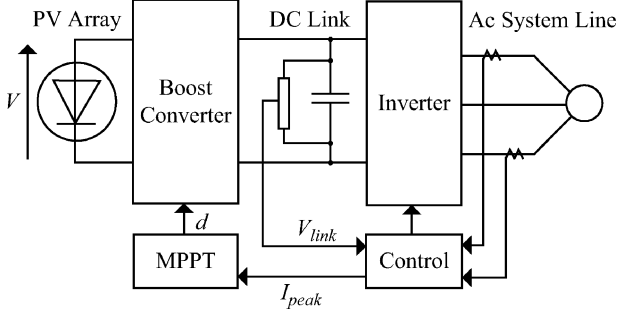 PV Array
DC Link
Ac System Line
V
Boost
Converter
Inverter
d
V_link
MPPT
Control
I_peak